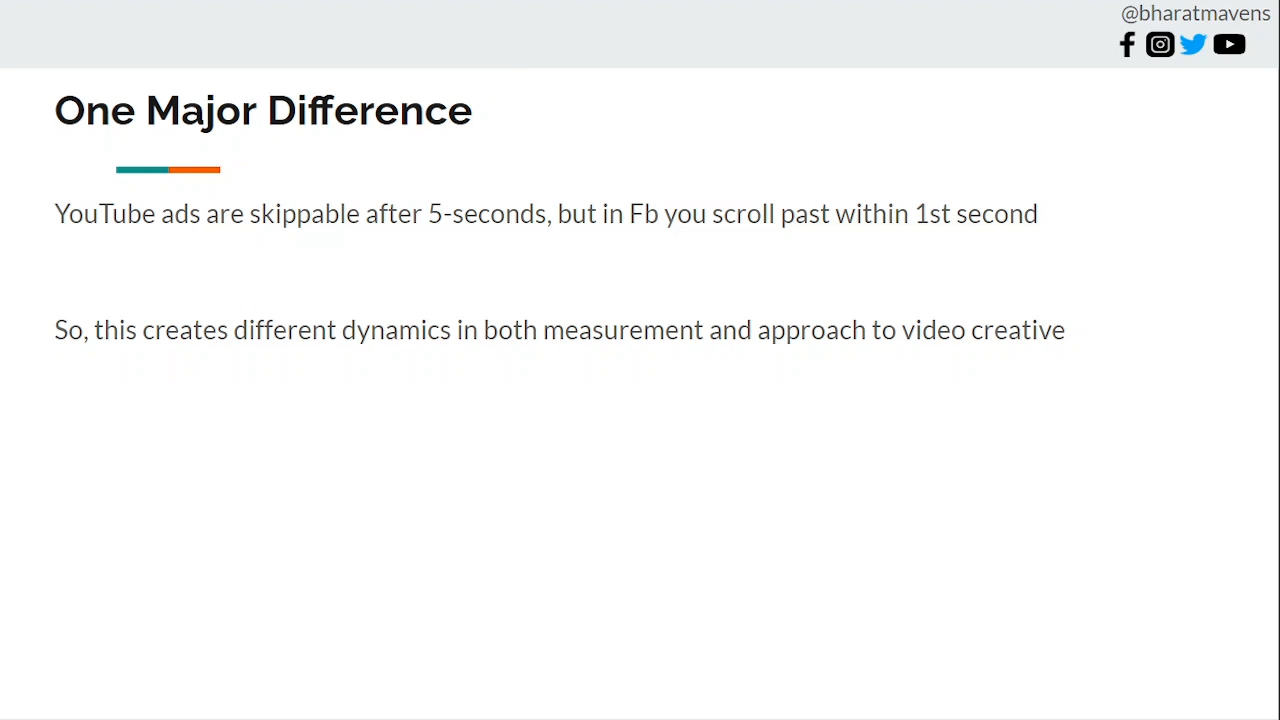 @bharatmavens
One Major Difference
YouTube ads are skippable after 5-seconds, but in Fb you scroll past within 1st second
So, this creates different dynamics in both measurement and approach to video creative